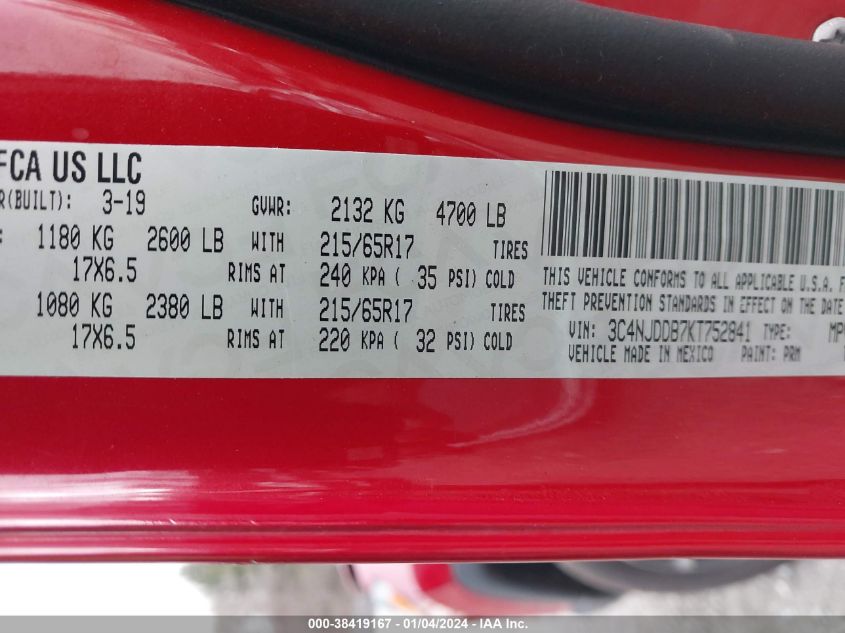 FCA US LLC
R(BUILT): 3-19 GVWR: 2132 KG 4700 LB
: 1180 KG 2600 LB WITH 215/65R17 TIRES
17X6.5 RIMS AT 240 KPA ( 35 PSI) COLD
1080 KG 2380 LB WITH 215/65R17 TIRES
17X6.5 RIMS AT 220 KPA ( 32 PSI) COLD
THIS VEHICLE CONFORMS TO ALL APPLICABLE U.S.A. F
THEFT PREVENTION STANDARDS IN EFFECT ON THE DATE
VIN: 3C4NJDDB7KT752841 TYPE: MP
VEHICLE MADE IN MEXICO PAINT: PRM
000-38419167 - 01/04/2024 - IAA Inc.